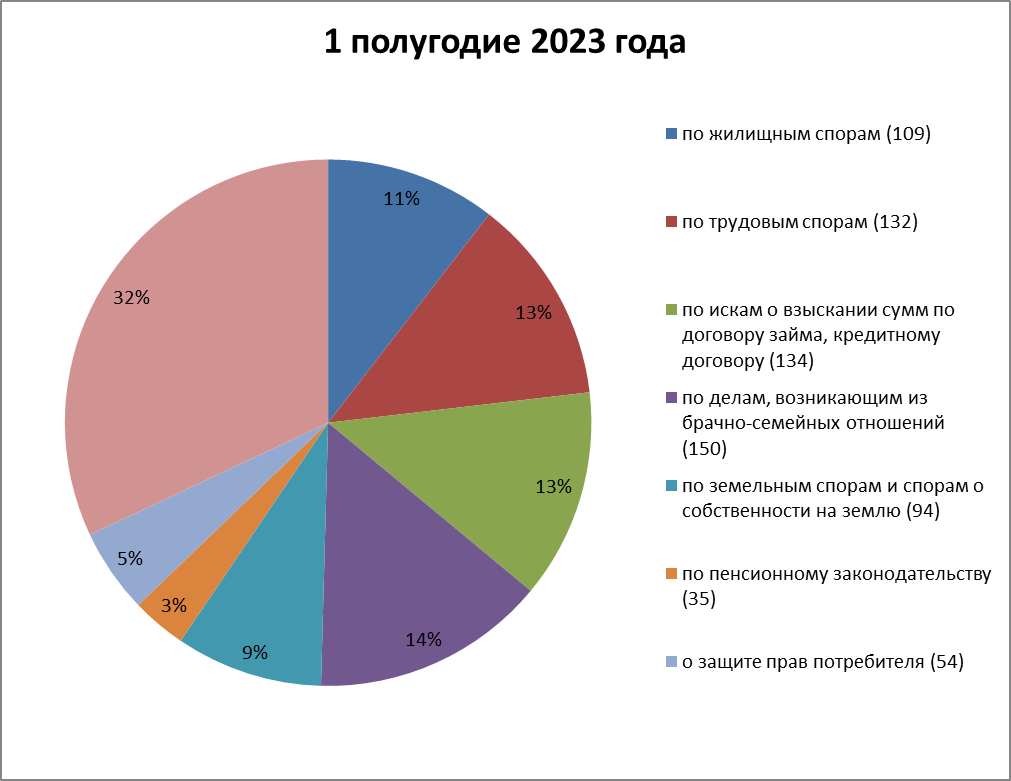 1 полугодие 2023 года
11%
13%
13%
14%
9%
3%
5%
32%
по жилищным спорам (109)
по трудовым спорам (132)
по искам о взыскании сумм по
договору займа, кредитному
договору (134)
по делам, возникающим из
брачно-семейных отношений
(150)
по земельным спорам и спорам о
собственности на землю (94)
по пенсионному законодательству
(35)
о защите прав потребителя (54)